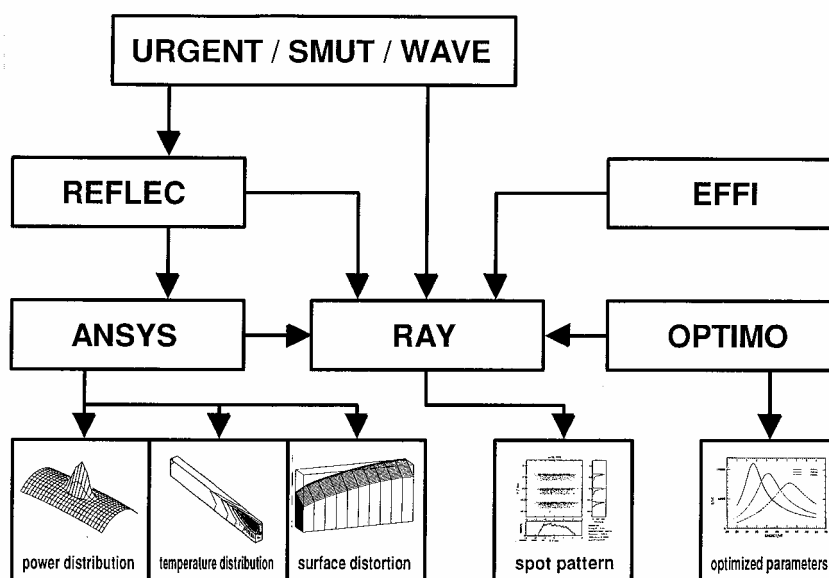 URGENT / SMUT / WAVE
REFLEC
EFFI
ANSYS
RAY
OPTIMO
power distribution
temperature distribution
surface distortion
spot pattern
optimized parameters